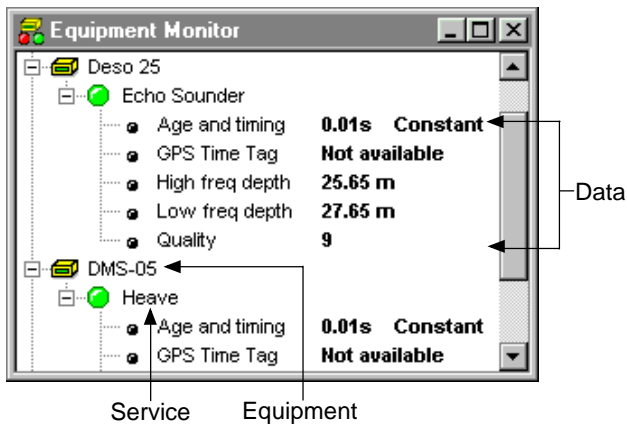 Equipment Monitor
Deso 25
Echo Sounder
Age and timing 0.01s Constant
GPS Time Tag Not available
High freq depth 25.65 m
Low freq depth 27.65 m
Quality 9
Data
DMS-05
Heave
Age and timing 0.01s Constant
GPS Time Tag Not available
Service Equipment